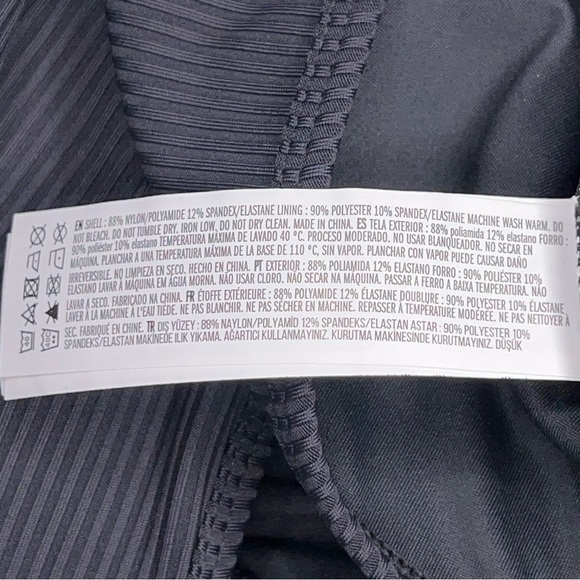 EN SHELL : 88% NYLON/POLYAMIDE 12% SPANDEX/ELASTANE LINING : 90% POLYESTER 10% SPANDEX/ELASTANE MACHINE WASH WARM. DO
NOT BLEACH. DO NOT TUMBLE DRY. IRON LOW, DO NOT DRY CLEAN. MADE IN CHINA. ES TELA EXTERIOR : 88% poliamida 12% elastano FORRO :
90% poliéster 10% elastano TEMPERATURA MÁXIMA DE LAVADO 40 °C. PROCESO MODERADO. NO USAR BLANQUEADOR. NO SECAR EN
MÁQUINA. PLANCHAR A UNA TEMPERATURA MÁXIMA DE LA BASE DE 110 °C, SIN VAPOR. PLANCHAR CON VAPOR PUEDE CAUSAR DAÑO
IRREVERSIBLE. NO LIMPIEZA EN SECO. HECHO EN CHINA. PT EXTERIOR : 88% POLIAMIDA 12% ELASTANO FORRO : 90% POLIÉSTER 10%
ELASTANO LAVAR À MÁQUINA EM ÁGUA MORNA. NÃO USAR CLORO. NÃO SECAR NA MÁQUINA. PASSAR A FERRO A BAIXA TEMPERATURA. NÃO
LAVAR A SECO. FABRICADO NA CHINA. FR ÉTOFFE EXTÉRIEURE : 88% POLYAMIDE 12% ÉLASTANE DOUBLURE : 90% POLYESTER 10% ÉLASTANE
LAVER À LA MACHINE À L'EAU TIÈDE. NE PAS BLANCHIR. NE PAS SÉCHER EN MACHINE. REPASSER À TEMPÉRATURE MODÉRÉE. NE PAS NETTOYER À
SEC. FABRIQUÉ EN CHINE. TR DIŞ YÜZEY : 88% NAYLON/POLYAMİD 12% SPANDEKS/ELASTAN ASTAR : 90% POLYESTER 10%
SPANDEKS/ELASTAN MAKİNEDE ILIK YIKAMA. AĞARTICI KULLANMAYINIZ. KURUTMA MAKİNESİNDE KURUTMAYINIZ. DÜŞÜK